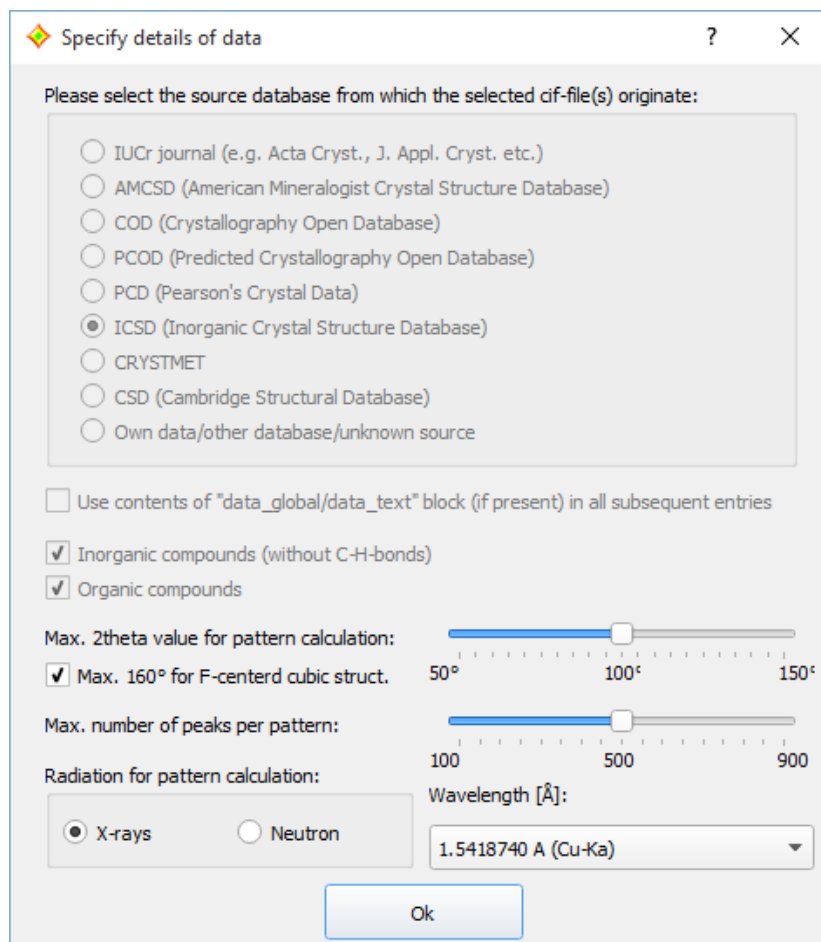 Specify details of data
?
Please select the source database from which the selected cif-file(s) originate:
IUCr journal (e.g. Acta Cryst., J. Appl. Cryst. etc.)
AMCSD (American Mineralogist Crystal Structure Database)
COD (Crystallography Open Database)
PCOD (Predicted Crystallography Open Database)
PCD (Pearson's Crystal Data)
ICSD (Inorganic Crystal Structure Database)
CRYSTMET
CSD (Cambridge Structural Database)
Own data/other database/unknown source
Use contents of "data_global/data_text" block (if present) in all subsequent entries
Inorganic compounds (without C-H-bonds)
Organic compounds
Max. 2theta value for pattern calculation:
Max. 160° for F-centerd cubic struct.
50° 100° 150°
Max. number of peaks per pattern:
100 500 900
Radiation for pattern calculation:
X-rays Neutron
Wavelength [Å]:
1.5418740 A (Cu-Ka)
Ok